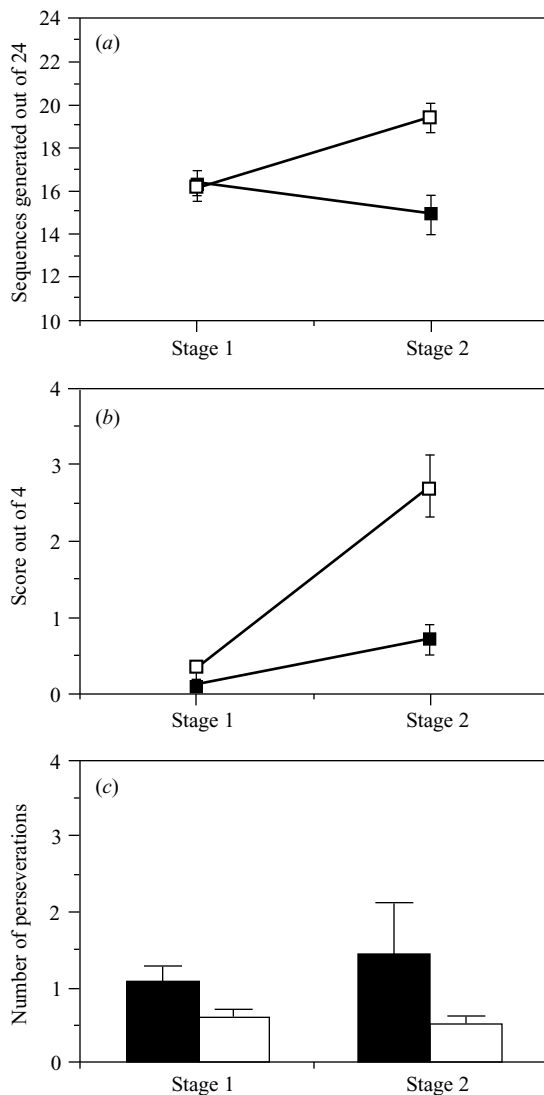 (a)
Sequences generated out of 24
24
22
20
18
16
14
12
10
Stage 1 Stage 2
(b)
Score out of 4
4
3
2
1
0
Stage 1 Stage 2
(c)
Number of perseverations
4
3
2
1
0
Stage 1 Stage 2